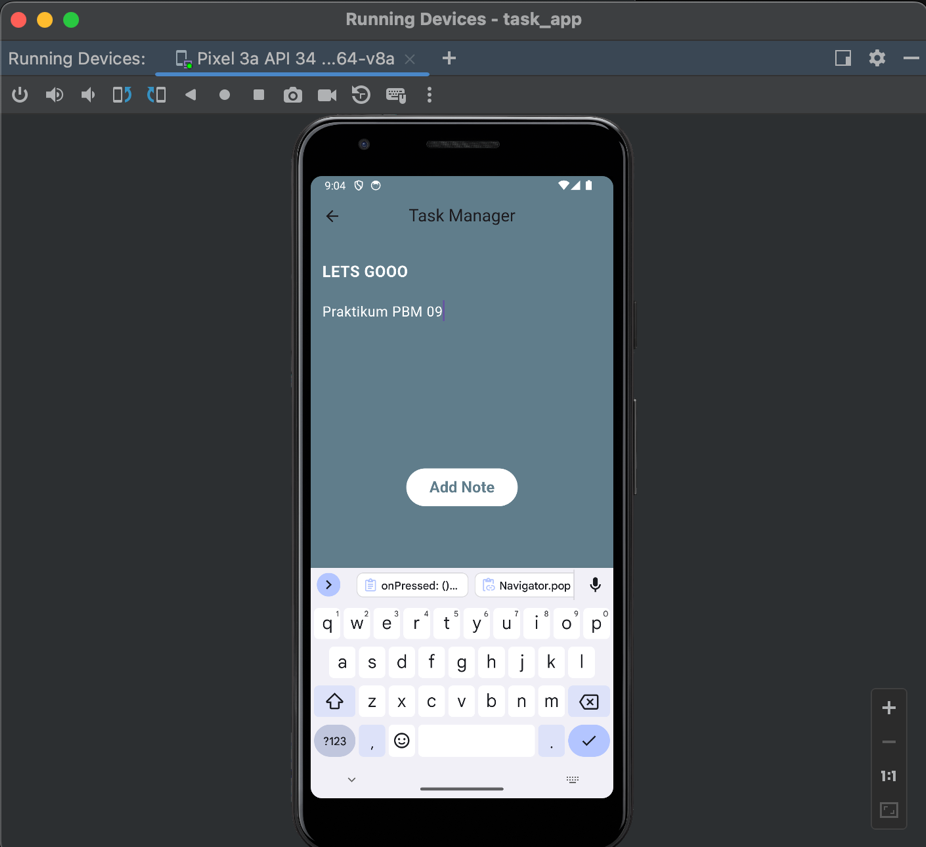 Running Devices - task_app
Running Devices: Pixel 3a API 34 ...64-v8a
9:04
Task Manager
LETS GOOO
Praktikum PBM 09
Add Note
onPressed: ()... Navigator.pop
q1 w2 e3 r4 t5 y6 u7 i8 o9 p0
a s d f g h j k l
z x c v b n m
?123 , .
1:1